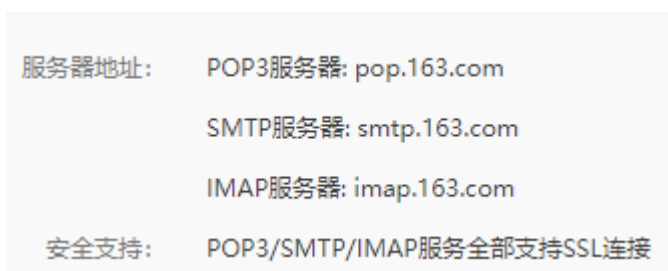 服务器地址: POP3服务器: pop.163.com
SMTP服务器: smtp.163.com
IMAP服务器: imap.163.com
安全支持: POP3/SMTP/IMAP服务全部支持SSL连接